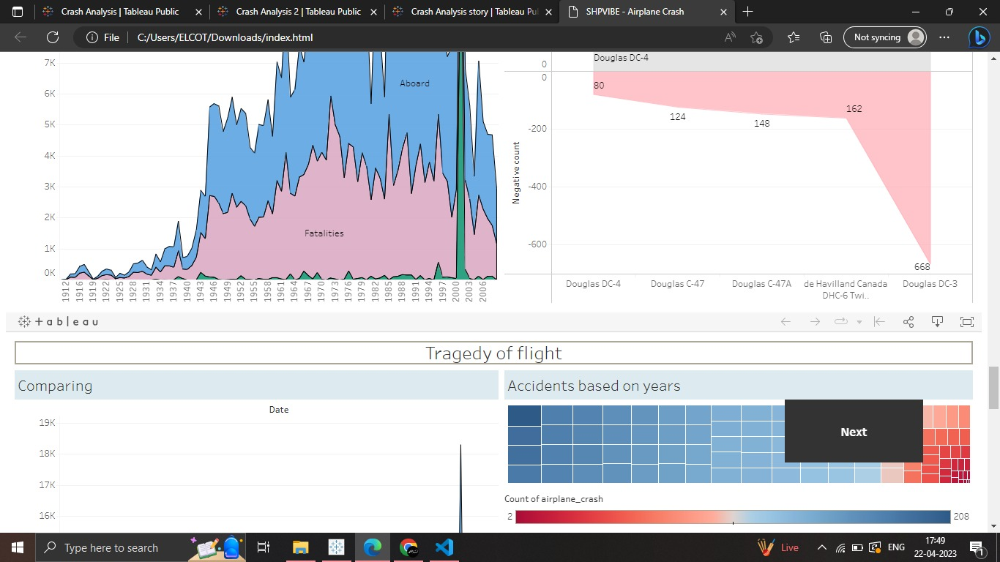 Crash Analysis | Tableau Public
Crash Analysis 2 | Tableau Public
Crash Analysis story | Tableau Pu
SHPVIBE - Airplane Crash
File
C:/Users/ELCOT/Downloads/index.html
Not syncing
7K
6K
5K
4K
3K
2K
1K
0K
Aboard
Fatalities
1912 1916 1919 1922 1925 1928 1931 1934 1937 1940 1943 1946 1949 1952 1955 1958 1961 1964 1967 1970 1973 1976 1979 1982 1985 1988 1991 1994 1997 2000 2003 2006
Douglas DC-4
0
0
-200
-400
-600
Negative count
80
124
148
162
668
Douglas DC-4
Douglas C-47
Douglas C-47A
de Havilland Canada
DHC-6 Twi..
Douglas DC-3
+ableau
Tragedy of flight
Comparing
Date
19K
18K
17K
16K
Accidents based on years
Next
Count of airplane_crash
2
208
Type here to search
Live
ENG
17:49
22-04-2023
1